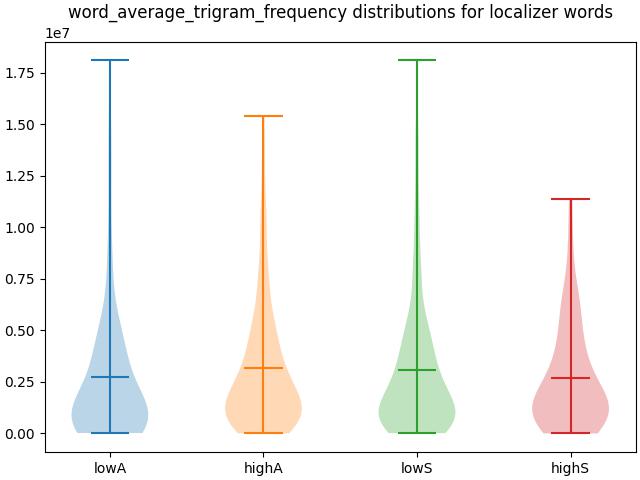 word_average_trigram_frequency distributions for localizer words
1e7
1.75
1.50
1.25
1.00
0.75
0.50
0.25
0.00
lowA highA lowS highS